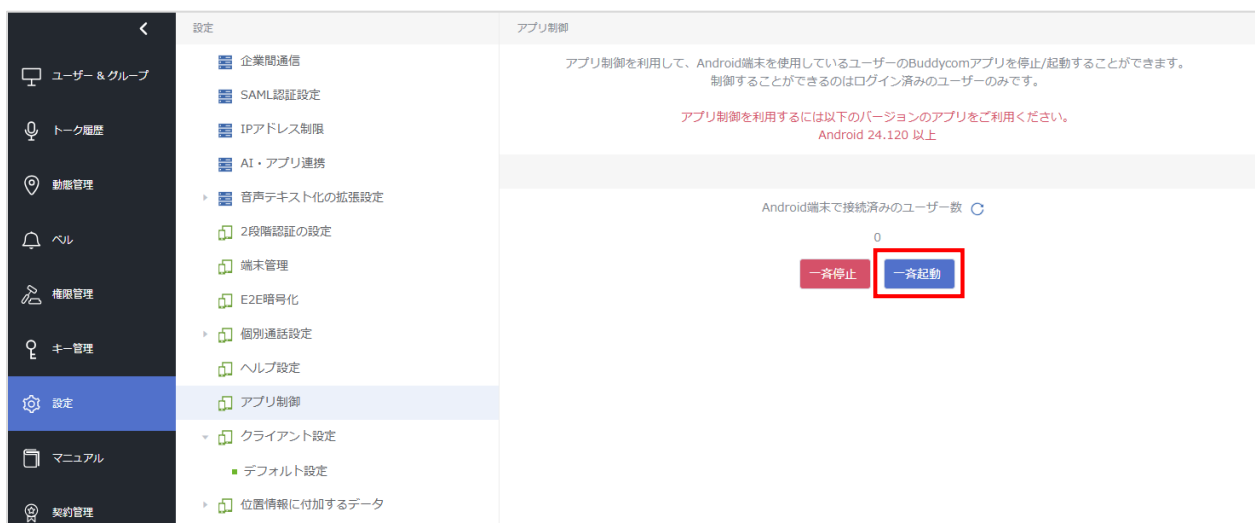 設定
アプリ制御
ユーザー & グループ
トーク履歴
動態管理
ベル
権限管理
キー管理
設定
マニュアル
契約管理
企業間通信
SAML認証設定
IPアドレス制限
AI・アプリ連携
音声テキスト化の拡張設定
2段階認証の設定
端末管理
E2E暗号化
個別通話設定
ヘルプ設定
アプリ制御
クライアント設定
デフォルト設定
位置情報に付加するデータ
アプリ制御を利用して、Android端末を使用しているユーザーのBuddycomアプリを停止/起動することができます。
制御することができるのはログイン済みのユーザーのみです。
アプリ制御を利用するには以下のバージョンのアプリをご利用ください。
Android 24.120 以上
Android端末で接続済みのユーザー数
0
一斉停止
一斉起動